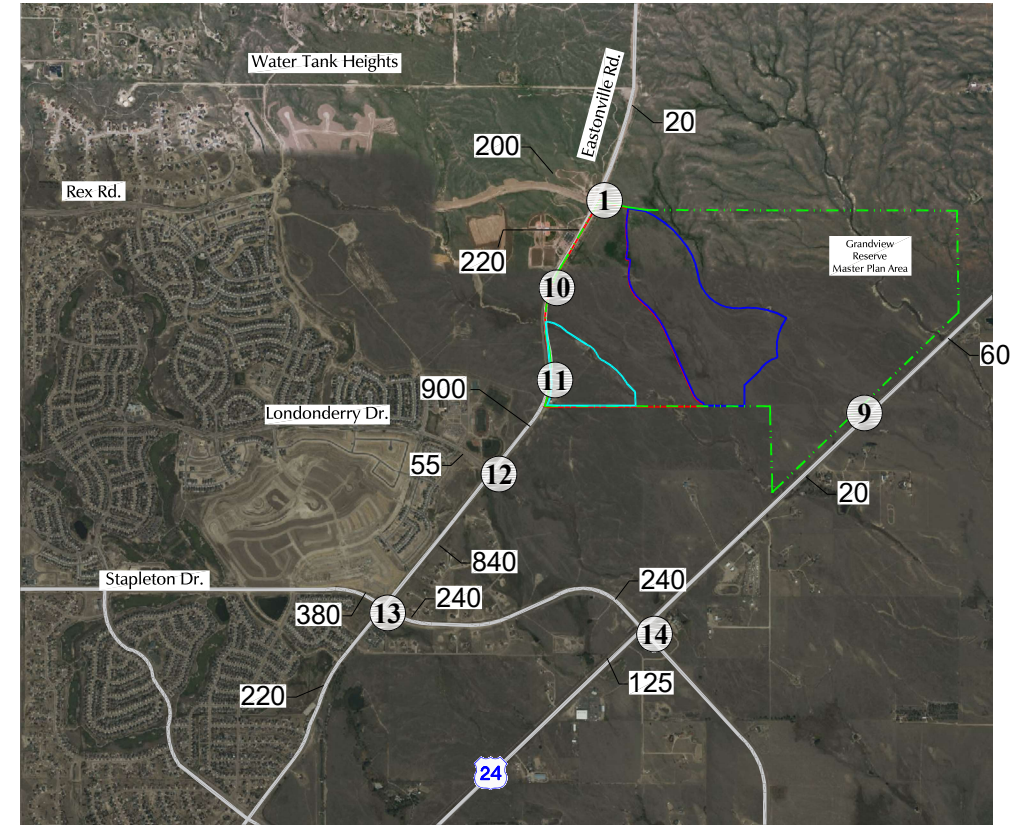 Water Tank Heights
Eastonville Rd.
20
200
Rex Rd.
1
220
Grandview
Reserve
Master Plan Area
10
60
11
900
Londonderry Dr.
9
55
12
20
840
Stapleton Dr.
240
380
13
240
14
220
125
24